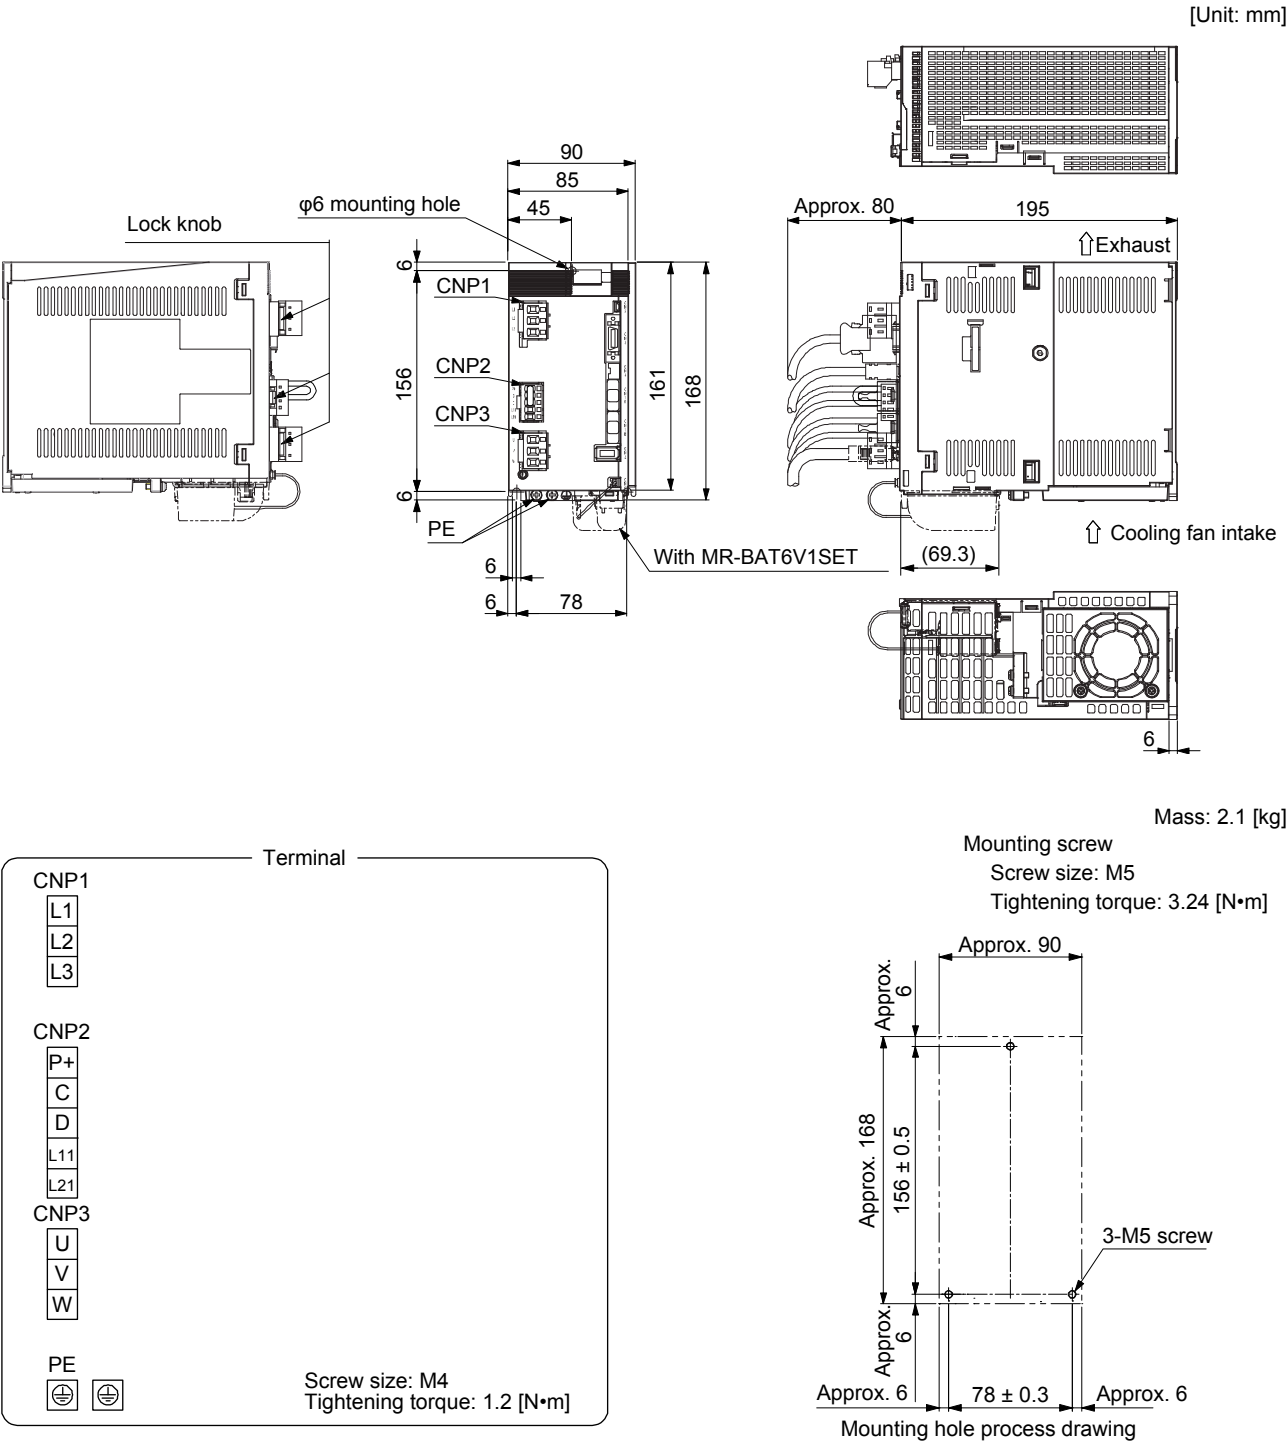 [Unit: mm]
90
85
45
φ6 mounting hole
Lock knob
Approx. 80
195
Exhaust
6
CNP1
CNP2
CNP3
156
161
168
6
PE
With MR-BAT6V1SET
(69.3)
Cooling fan intake
6
6
78
6
Mass: 2.1 [kg]
Mounting screw
Screw size: M5
Tightening torque: 3.24 [N•m]
Terminal
CNP1
L1
L2
L3
CNP2
P+
C
D
L11
L21
CNP3
U
V
W
PE
Screw size: M4
Tightening torque: 1.2 [N•m]
Approx. 90
Approx.
6
Approx. 168
156 ± 0.5
3-M5 screw
Approx.
6
Approx. 6
78 ± 0.3
Approx. 6
Mounting hole process drawing